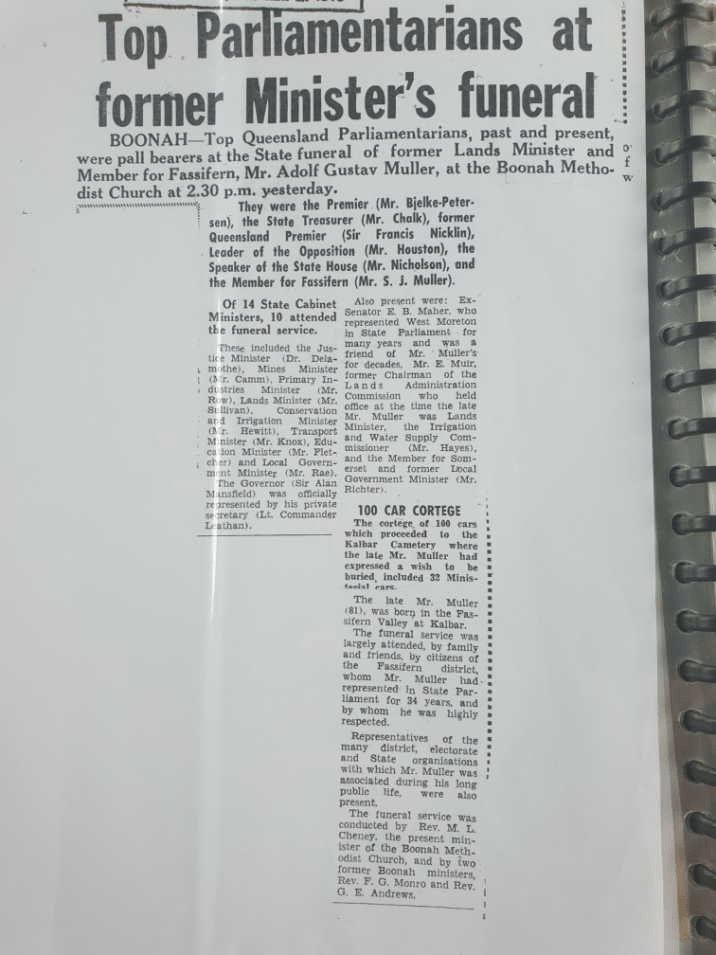 Top Parliamentarians at
former Minister's funeral
BOONAH—Top Queensland Parliamentarians, past and present,
were pall bearers at the State funeral of former Lands Minister and
Member for Fassifern, Mr. Adolf Gustav Muller, at the Boonah Metho-
dist Church at 2.30 p.m. yesterday.
They were the Premier (Mr. Bjelke-Peter-
sen), the State Treasurer (Mr. Chalk), former
Queensland Premier (Sir Francis Nicklin),
Leader of the Opposition (Mr. Houston), the
Speaker of the State House (Mr. Nicholson), and
the Member for Fassifern (Mr. S. J. Muller).
Of 14 State Cabinet
Ministers, 10 attended
the funeral service.
These included the Jus-
tice Minister (Dr. Dela-
mothe), Mines Minister
(Mr. Camm), Primary In-
dustries Minister (Mr.
Row), Lands Minister (Mr.
Sullivan), Conservation
and Irrigation Minister
(Mr. Hewitt), Transport
Minister (Mr. Knox), Edu-
cation Minister (Mr. Flet-
cher) and Local Govern-
ment Minister (Mr. Rae).
The Governor (Sir Alan
Mansfield) was officially
represented by his private
secretary (Lt. Commander
Leathan).
Also present were: Ex-
Senator E. B. Maher, who
represented West Moreton
in State Parliament for
many years and was a
friend of Mr. Muller's
for decades, Mr. E. Muir,
former Chairman of the
Lands Administration
Commission who held
office at the time the late
Mr. Muller was Lands
Minister, the Irrigation
and Water Supply Com-
missioner (Mr. Hayes),
and the Member for Som-
erset and former Local
Government Minister (Mr.
Richter).
100 CAR CORTEGE
The cortege of 100 cars
which proceeded to the
Kalbar Cametery where
the late Mr. Muller had
expressed a wish to be
buried, included 32 Minis-
terial cars.
The late Mr. Muller
(81), was born in the Fas-
sifern Valley at Kalbar.
The funeral service was
largely attended, by family
and friends, by citizens of
the Fassifern district,
whom Mr. Muller had
represented in State Par-
liament for 34 years, and
by whom he was highly
respected.
Representatives of the
many district, electorate
and State organisations
with which Mr. Muller was
associated during his long
public life, were also
present.
The funeral service was
conducted by Rev. M. L.
Cheney, the present min-
ister of the Boonah Meth-
odist Church, and by two
former Boonah ministers,
Rev. F. G. Monro and Rev.
G. E. Andrews.